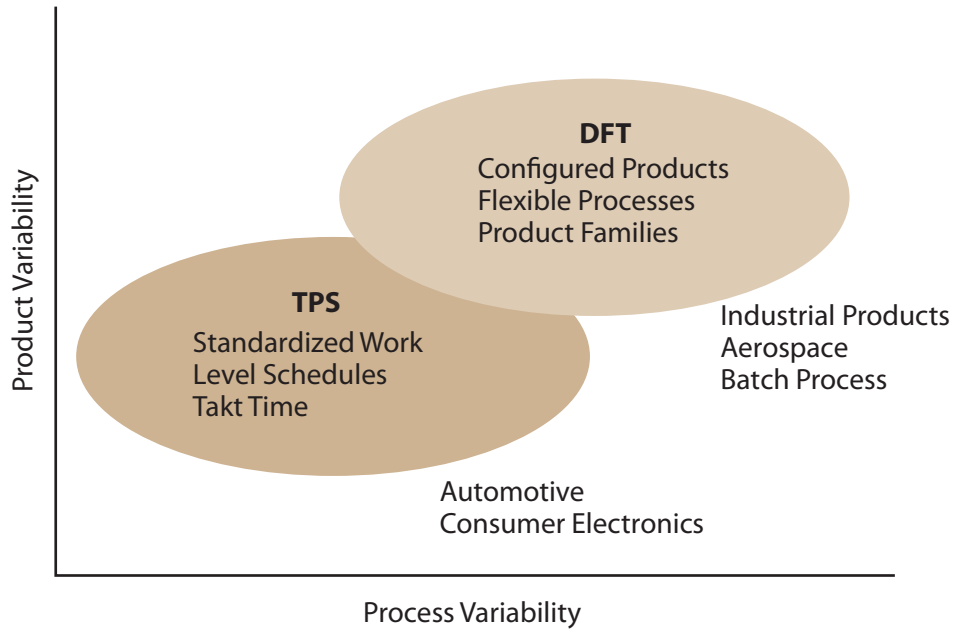 Product Variability
DFT
Configured Products
Flexible Processes
Product Families
TPS
Standardized Work
Level Schedules
Takt Time
Industrial Products
Aerospace
Batch Process
Automotive
Consumer Electronics
Process Variability